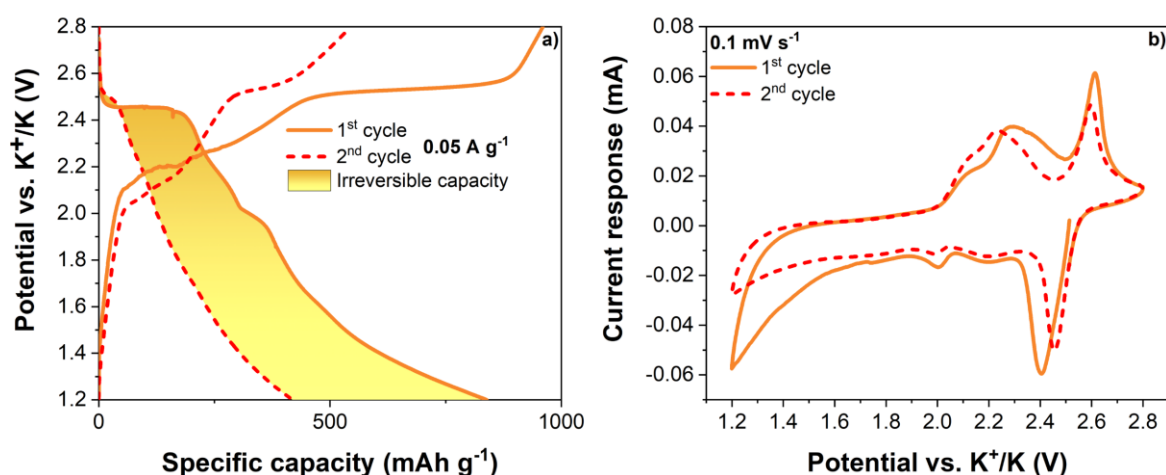 a)
Potential vs. K⁺/K (V)
2.8
2.6
2.4
2.2
2.0
1.8
1.6
1.4
1.2
1ˢᵗ cycle
2ⁿᵈ cycle
0.05 A g⁻¹
Irreversible capacity
0
500
1000
Specific capacity (mAh g⁻¹)
b)
0.1 mV s⁻¹
1ˢᵗ cycle
2ⁿᵈ cycle
Current response (mA)
0.08
0.06
0.04
0.02
0.00
-0.02
-0.04
-0.06
1.2 1.4 1.6 1.8 2.0 2.2 2.4 2.6 2.8
Potential vs. K⁺/K (V)